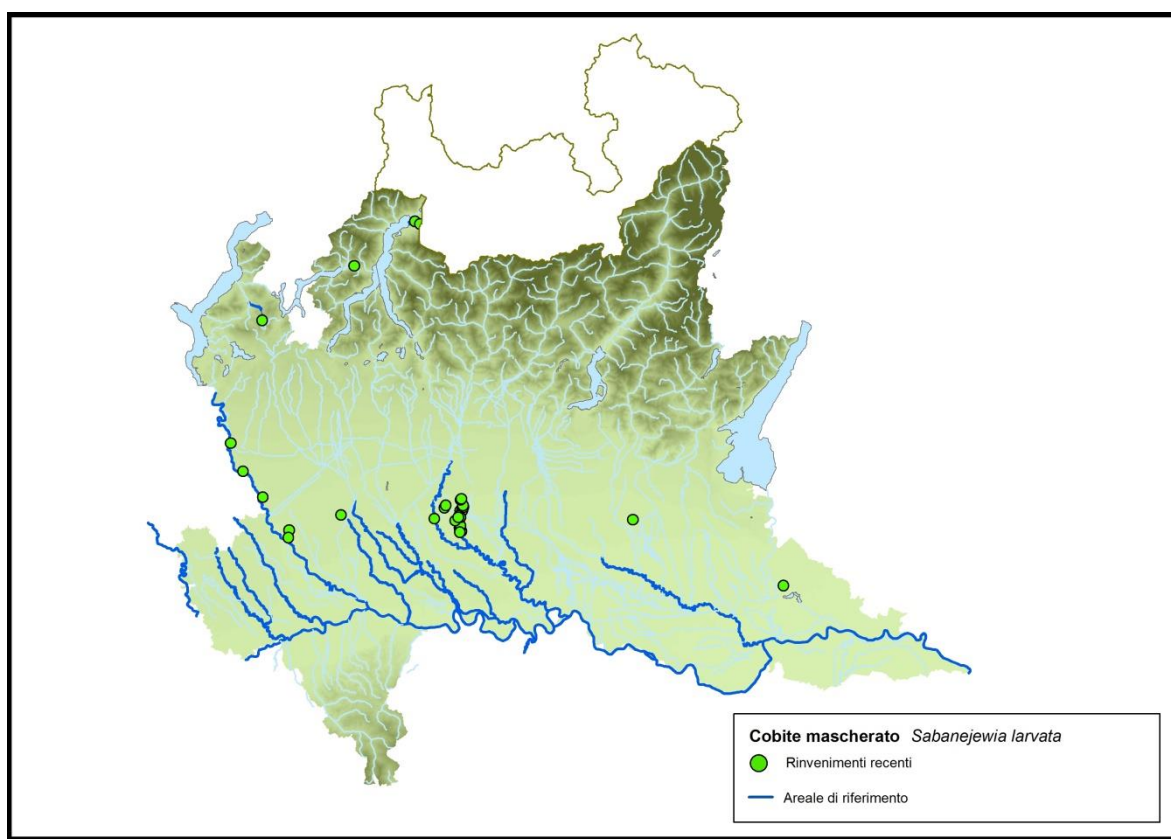 Cobite mascherato Sabanejewia larvata
Rinvenimenti recenti
Areale di riferimento